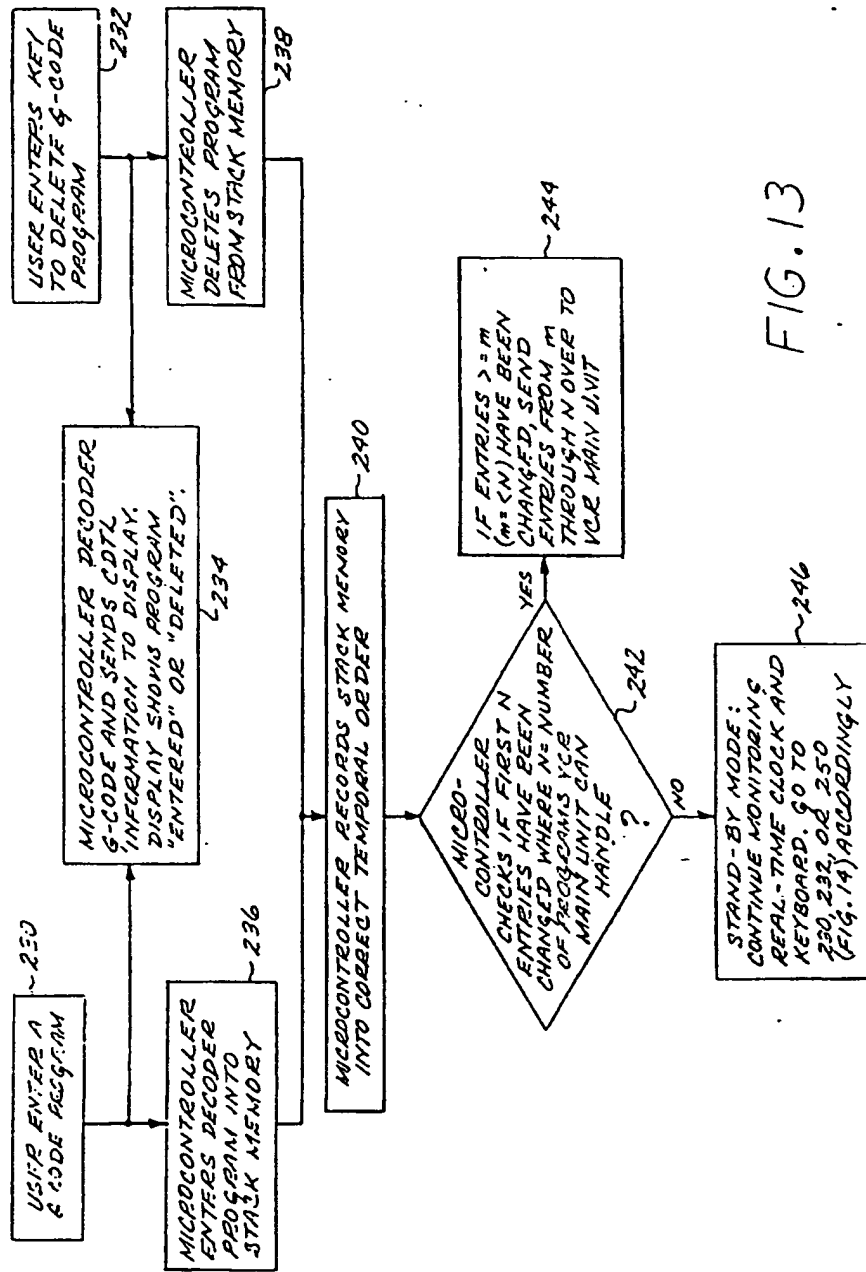 USER ENTER A
G CODE PROGRAM
230
USER ENTERS KEY
TO DELETE G-CODE
PROGRAM
232
MICROCONTROLLER DECODER
G-CODE AND SENDS CDTL
INFORMATION TO DISPLAY.
DISPLAY SHOWS PROGRAM
"ENTERED" OR "DELETED".
234
MICROCONTROLLER
ENTERS DECODER
PROGRAM INTO
STACK MEMORY
236
MICROCONTROLLER
DELETES PROGRAM
FROM STACK MEMORY
238
MICROCONTROLLER RECORDS STACK MEMORY
INTO CORRECT TEMPORAL ORDER
240
MICRO-
CONTROLLER
CHECKS IF FIRST N
ENTRIES HAVE BEEN
CHANGED WHERE N= NUMBER
OF PROGRAMS VCR
MAIN UNIT CAN
HANDLE
?
242
YES
IF ENTRIES >=m
(m=<N) HAVE BEEN
CHANGED, SEND
ENTRIES FROM m
THROUGH N OVER TO
VCR MAIN UNIT
244
NO
STAND-BY MODE:
CONTINUE MONITORING
REAL-TIME CLOCK AND
KEYBOARD. GO TO
230, 232, OR 250
(FIG. 14) ACCORDINGLY
246
FIG. 13